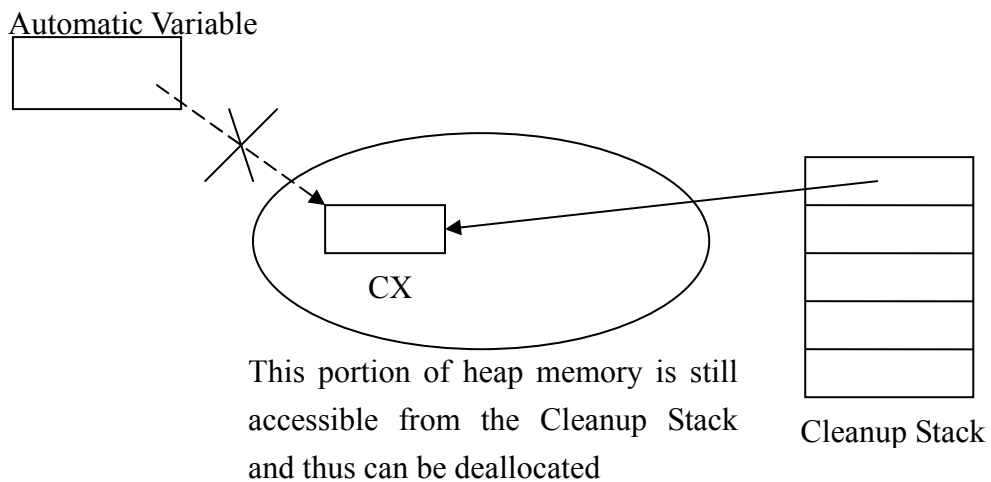 Automatic Variable
CX
This portion of heap memory is still
accessible from the Cleanup Stack
and thus can be deallocated
Cleanup Stack